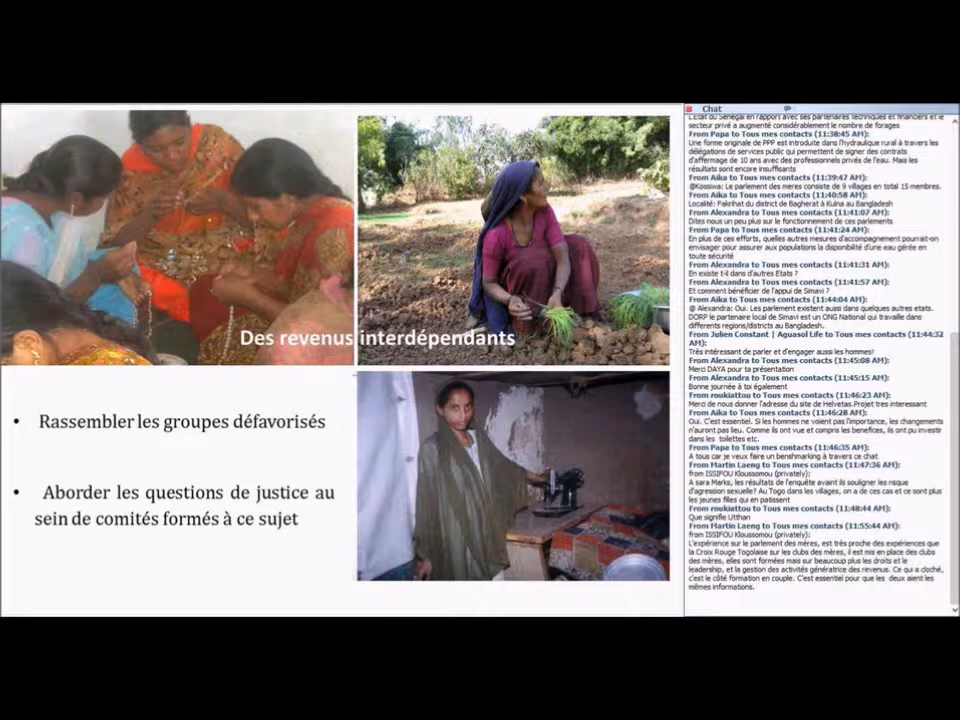 Des revenus interdépendants
• Rassembler les groupes défavorisés
• Aborder les questions de justice au
sein de comités formés à ce sujet
Chat
L'Etat du Sénégal en rapport avec ses partenaires techniques et financiers et le
secteur privé a augmenté considérablement le nombre de forages
From Papa to Tous mes contacts (11:38:45 AM):
Une forme originale de PPP est introduite dans l'hydraulique rural à travers les
délégations de services public qui permettent de signer des contrats
d'affermage de 10 ans avec des professionnels privés de l'eau. Mais les
résultats sont encore insuffisants
From Aika to Tous mes contacts (11:39:47 AM):
@Kossiwa: Le parlement des meres consiste de 9 villages en total 15 membres.
From Aika to Tous mes contacts (11:40:58 AM):
Localité: Fakrihat du district de Bagherat à Kulna au Bangladesh
From Alexandra to Tous mes contacts (11:41:07 AM):
Dites nous un peu plus sur le fonctionnement de ces parlements
From Papa to Tous mes contacts (11:41:24 AM):
En plus de ces efforts, quelles autres mesures d'accompagnement pourrait-on
envisager pour assurer aux populations la disponibilité d'une eau gérée en
toute sécurité
From Alexandra to Tous mes contacts (11:41:31 AM):
En existe t-il dans d'autres Etats ?
From Alexandra to Tous mes contacts (11:41:57 AM):
Et comment bénéficier de l'appui de Simavi ?
From Aika to Tous mes contacts (11:44:04 AM):
@ Alexandra: Oui. Les parlement existent aussi dans quelques autres etats.
DORP le partenaire local de Simavi est un ONG National qui travaille dans
differents regions/districts au Bangladesh.
From Julien Constant | Aguasol Life to Tous mes contacts (11:44:32
AM):
Très intéressant de parler et d'engager aussi les hommes!
From Alexandra to Tous mes contacts (11:45:08 AM):
Merci DAYA pour ta présentation
From Alexandra to Tous mes contacts (11:45:15 AM):
Bonne journée à toi également
From roukiattou to Tous mes contacts (11:46:23 AM):
Merci de nous donner l'adresse du site de Helvetas.Projet tres interessant
From Aika to Tous mes contacts (11:46:28 AM):
Oui. C'est essentiel. Si les hommes ne voient pas l'importance, les changements
n'auront pas lieu. Comme ils ont vue et compris les benefices, ils ont pu investir
dans les toilettes etc.
From Papa to Tous mes contacts (11:46:35 AM):
A tous car je veux faire un benshmarking à travers ce chat
From Martin Laeng to Tous mes contacts (11:47:36 AM):
from ISSIFOU Kloussomou (privately):
A sara Marks, les résultats de l'enquête avaint ils souligner les risque
d'agression sexuelle? Au Togo dans les villages, on a de ces cas et ce sont plus
les jeunes filles qui en patissent
From roukiattou to Tous mes contacts (11:48:44 AM):
Que signifie Utthan
From Martin Laeng to Tous mes contacts (11:55:44 AM):
from ISSIFOU Kloussomou (privately):
L'expérience sur le parlement des mères, est très proche des expériences que
la Croix Rouge Togolaise sur les clubs des mères, il est mis en place des clubs
des mères, elles sont formées mais sur beaucoup plus les droits et le
leadership, et la gestion des activités génératrice des revenus. Ce qui a cloché,
c'est le côté formation en couple. C'est essentiel pour que les deux aient les
mêmes informations.